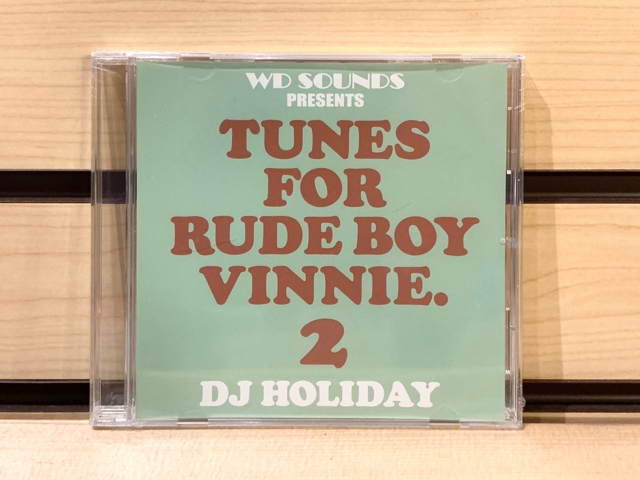 WD SOUNDS
PRESENTS
TUNES
FOR
RUDE BOY
VINNIE.
2
DJ HOLIDAY